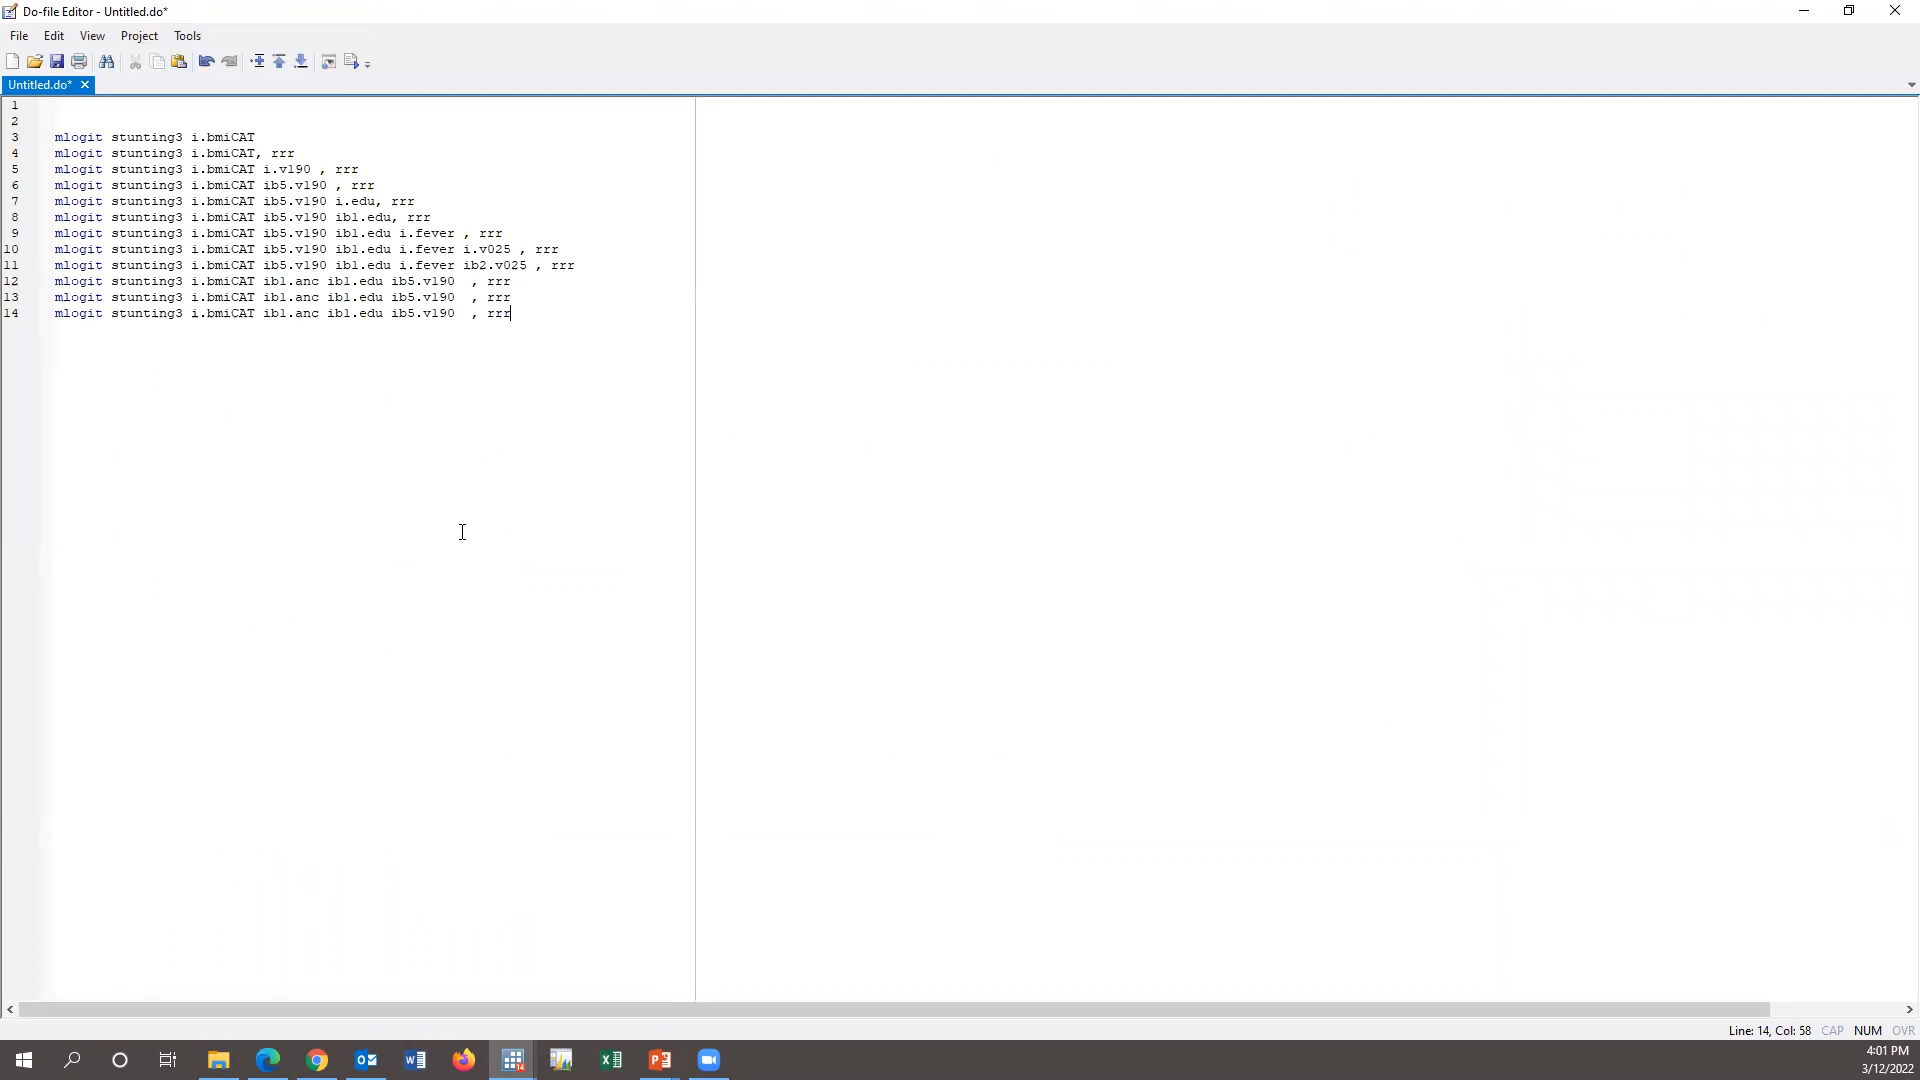 Do-file Editor - Untitled.do*
File Edit View Project Tools
Untitled.do*
1
2
3 mlogit stunting3 i.bmiCAT
4 mlogit stunting3 i.bmiCAT, rrr
5 mlogit stunting3 i.bmiCAT i.v190 , rrr
6 mlogit stunting3 i.bmiCAT ib5.v190 , rrr
7 mlogit stunting3 i.bmiCAT ib5.v190 i.edu, rrr
8 mlogit stunting3 i.bmiCAT ib5.v190 ib1.edu, rrr
9 mlogit stunting3 i.bmiCAT ib5.v190 ib1.edu i.fever , rrr
10 mlogit stunting3 i.bmiCAT ib5.v190 ib1.edu i.fever i.v025 , rrr
11 mlogit stunting3 i.bmiCAT ib5.v190 ib1.edu i.fever ib2.v025 , rrr
12 mlogit stunting3 i.bmiCAT ib1.anc ib1.edu ib5.v190  , rrr
13 mlogit stunting3 i.bmiCAT ib1.anc ib1.edu ib5.v190  , rrr
14 mlogit stunting3 i.bmiCAT ib1.anc ib1.edu ib5.v190  , rrr
Line: 14, Col: 58 CAP NUM OVR
4:01 PM
3/12/2022